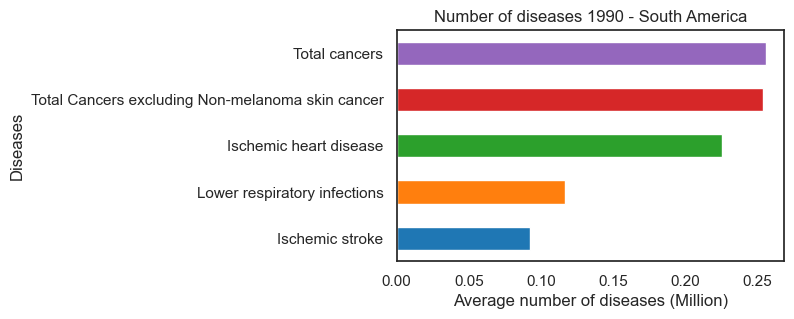 Number of diseases 1990 - South America
Diseases
Total cancers
Total Cancers excluding Non-melanoma skin cancer
Ischemic heart disease
Lower respiratory infections
Ischemic stroke
0.00 0.05 0.10 0.15 0.20 0.25
Average number of diseases (Million)